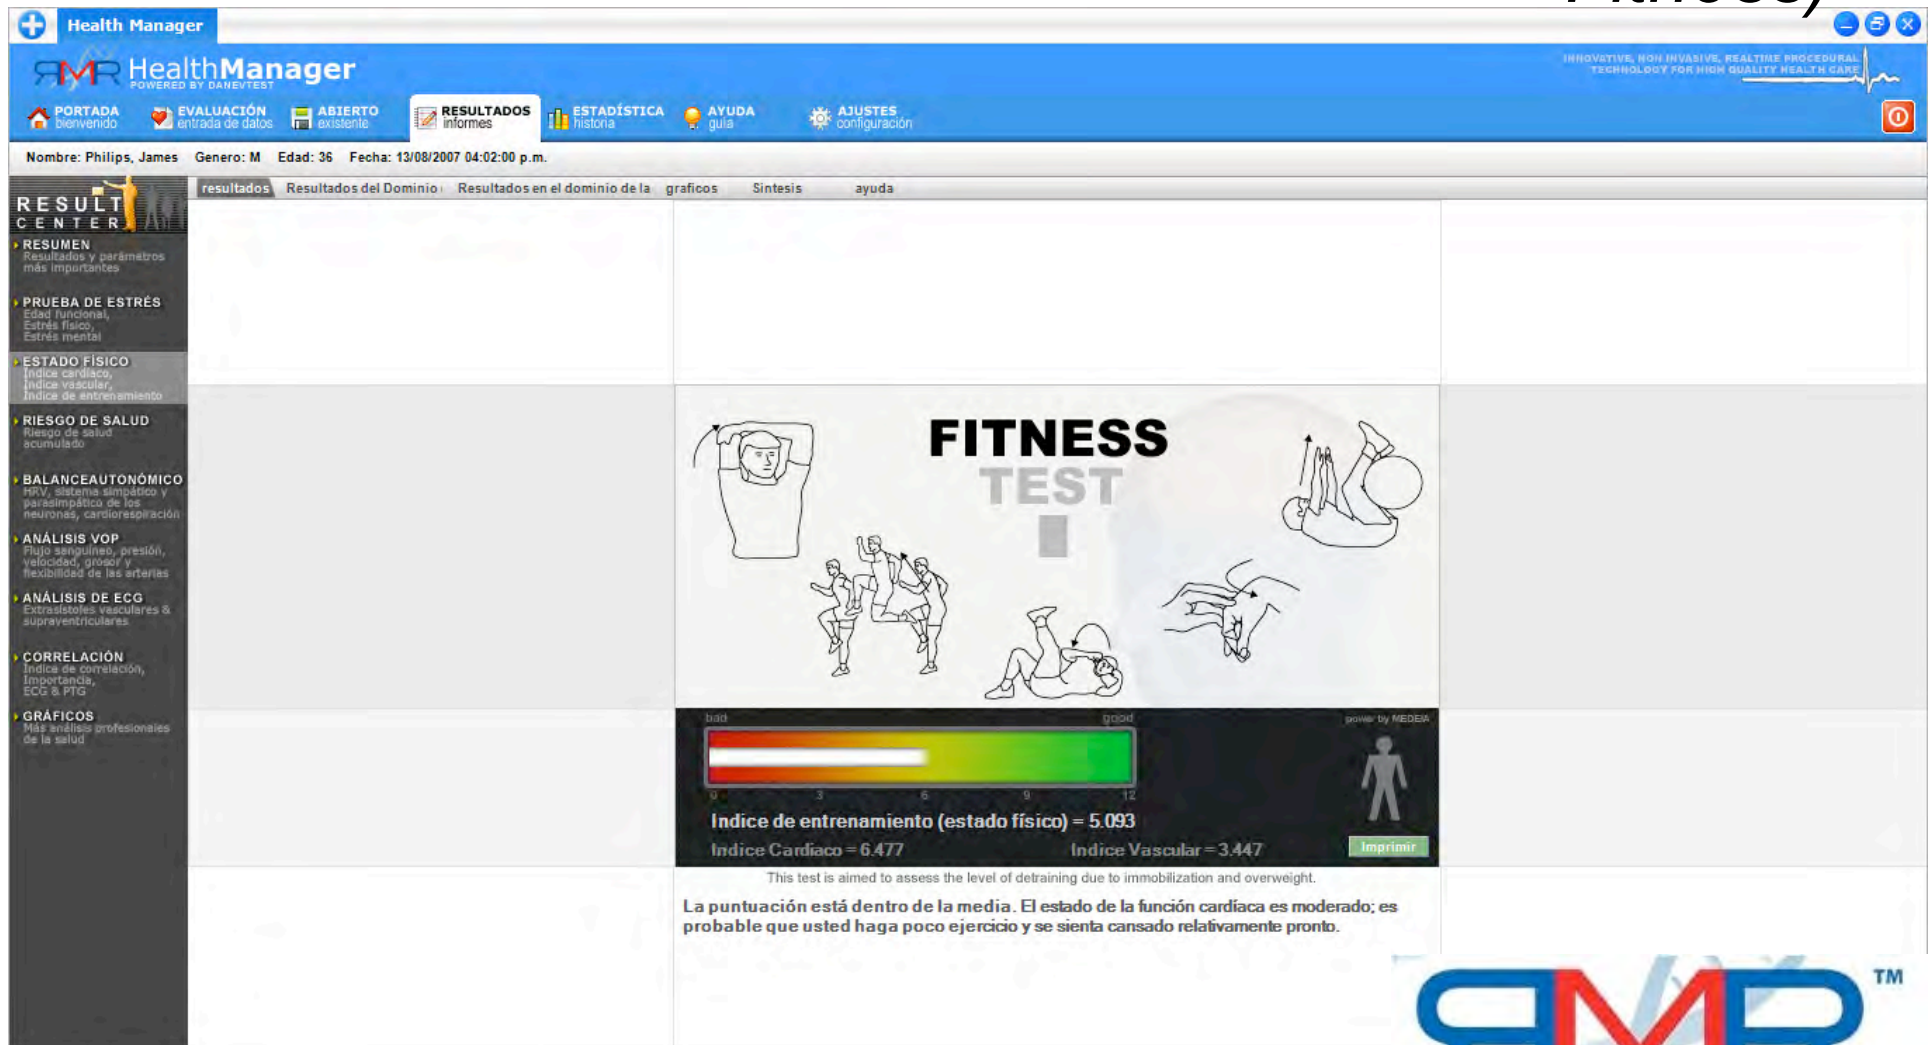 Fitness)
Health Manager
RMR HealthManager
POWERED BY DANEVTEST
INNOVATIVE, NON INVASIVE, REALTIME PROCEDURAL
TECHNOLOGY FOR HIGH QUALITY HEALTH CARE
PORTADA
bienvenido
EVALUACIÓN
entrada de datos
ABIERTO
existente
RESULTADOS
informes
ESTADÍSTICA
historia
AYUDA
guía
AJUSTES
configuración
Nombre: Philips, James Genero: M Edad: 36 Fecha: 13/08/2007 04:02:00 p.m.
resultados Resultados del Dominio Resultados en el dominio de la graficos Sintesis ayuda
RESULT
CENTER
RESUMEN
Resultados y parámetros
más importantes
PRUEBA DE ESTRÉS
Edad funcional,
Estrés físico,
Estrés mental
ESTADO FÍSICO
Índice cardíaco,
Índice vascular,
Índice de entrenamiento
RIESGO DE SALUD
Riesgo de salud
acumulado
BALANCEAUTONÓMICO
HRV, sistema simpático y
parasimpático de los
neuronas, cardiorespiración
ANÁLISIS VOP
Flujo sanguíneo, presión,
velocidad, grosor y
flexibilidad de las arterias
ANÁLISIS DE ECG
Extrasístoles vasculares &
supraventriculares
CORRELACIÓN
Índice de correlación,
Importancia,
ECG & PTG
GRÁFICOS
Más análisis profesionales
de la salud
FITNESS
TEST
bad good
power by MEDEIA
0 3 6 9 12
Indice de entrenamiento (estado físico) = 5.093
Indice Cardiaco = 6.477 Indice Vascular = 3.447
Imprimir
This test is aimed to assess the level of detraining due to immobilization and overweight.
La puntuación está dentro de la media. El estado de la función cardíaca es moderado; es
probable que usted haga poco ejercicio y se sienta cansado relativamente pronto.
RMR TM